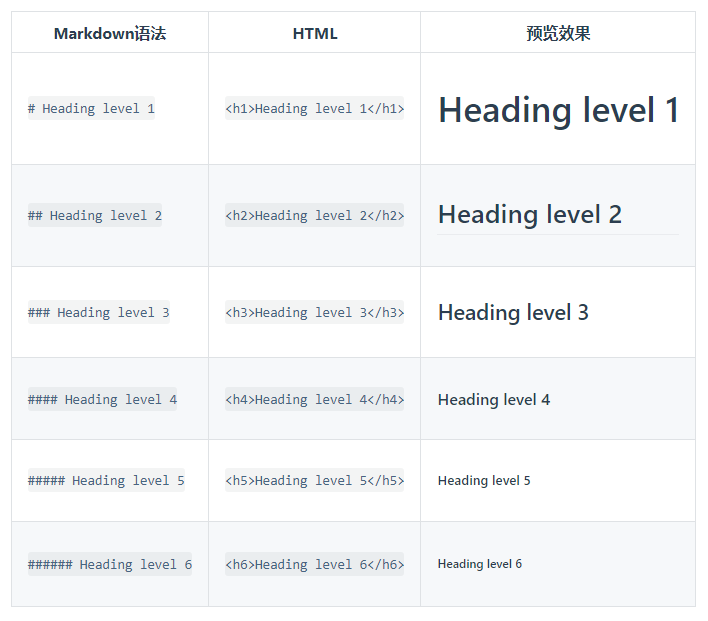 Markdown语法 HTML 预览效果
# Heading level 1 <h1>Heading level 1</h1> Heading level 1
## Heading level 2 <h2>Heading level 2</h2> Heading level 2
### Heading level 3 <h3>Heading level 3</h3> Heading level 3
#### Heading level 4 <h4>Heading level 4</h4> Heading level 4
##### Heading level 5 <h5>Heading level 5</h5> Heading level 5
###### Heading level 6 <h6>Heading level 6</h6> Heading level 6